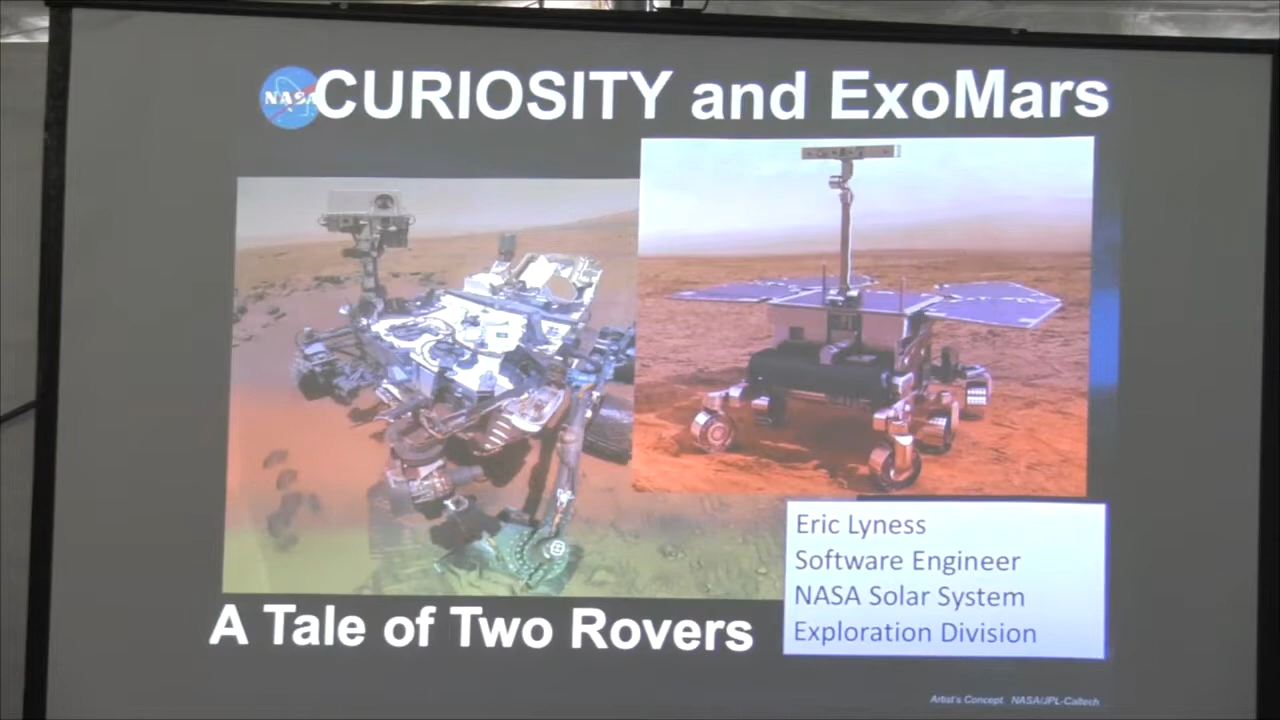 NASA
CURIOSITY and ExoMars
Eric Lyness
Software Engineer
NASA Solar System
Exploration Division
A Tale of Two Rovers
Artist's Concept NASA/JPL-Caltech